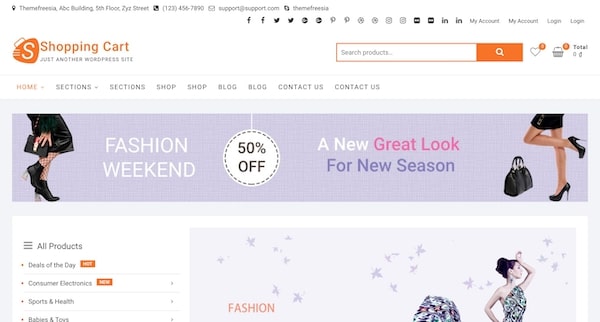 Themefreesia, Abc Building, 5th Floor, Zyz Street (123) 456-7890 support@support.com themefreesia
My Account My Account Login Login
Shopping Cart
JUST ANOTHER WORDPRESS SITE
Search products...
0
0
Total
0 ₫
HOME SECTIONS SECTIONS SHOP SHOP BLOG BLOG CONTACT US CONTACT US
FASHION
WEEKEND
50%
OFF
A New Great Look
For New Season
All Products
Deals of the Day HOT
Consumer Electronics NEW
Sports & Health
Babies & Toys
FASHION